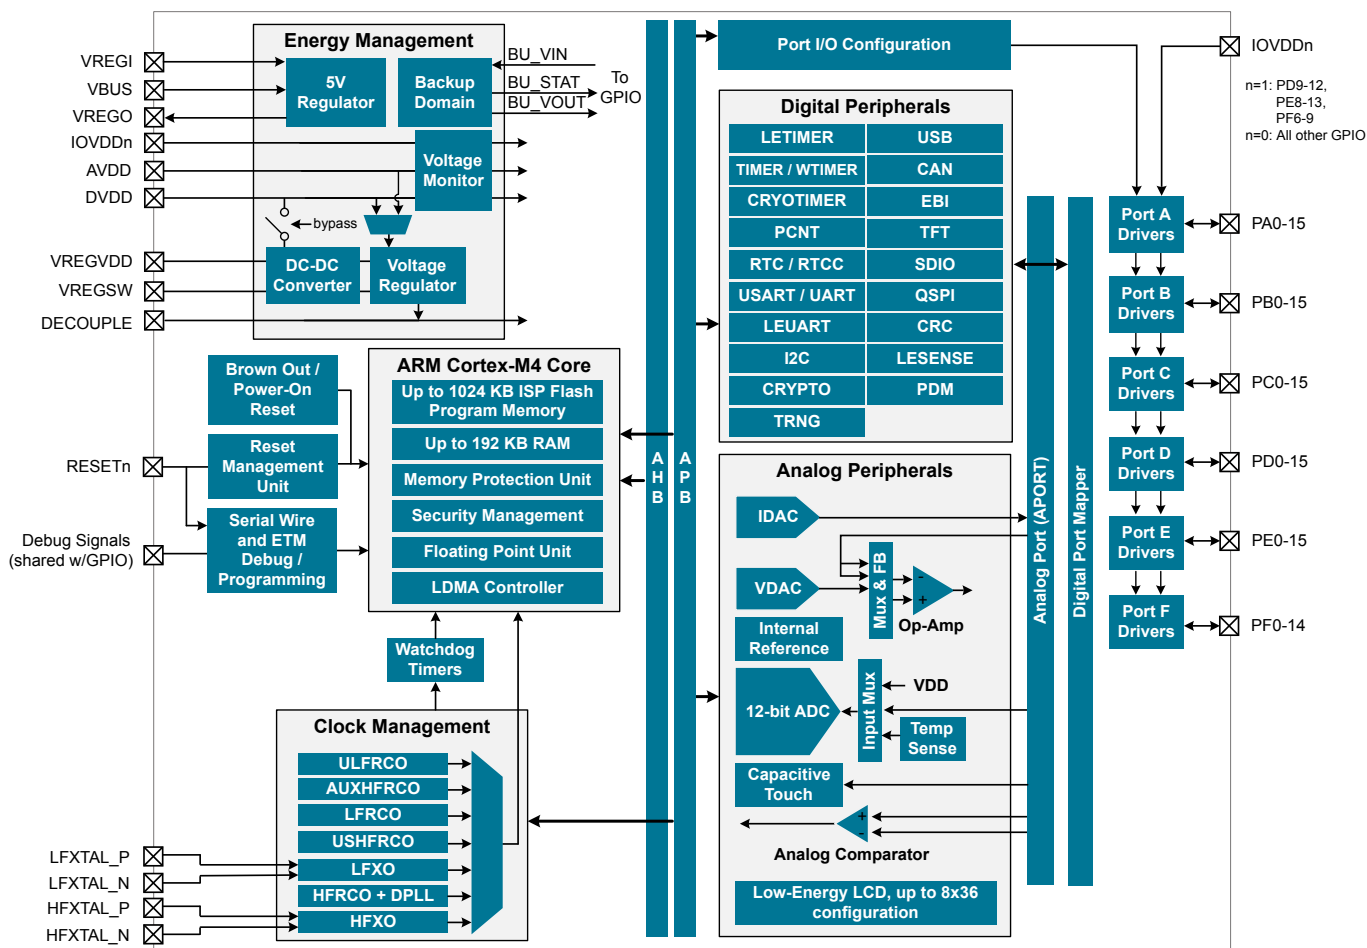 Energy Management
VREGI
VBUS
VREGO
IOVDDn
AVDD
DVDD
VREGVDD
VREGSW
DECOUPLE
5V
Regulator
Backup
Domain
BU_VIN
BU_STAT
BU_VOUT
To
GPIO
Voltage
Monitor
bypass
DC-DC
Converter
Voltage
Regulator
Brown Out /
Power-On
Reset
Reset
Management
Unit
Serial Wire
and ETM
Debug /
Programming
RESETn
Debug Signals
(shared w/GPIO)
ARM Cortex-M4 Core
Up to 1024 KB ISP Flash
Program Memory
Up to 192 KB RAM
Memory Protection Unit
Security Management
Floating Point Unit
LDMA Controller
Watchdog
Timers
Clock Management
ULFRCO
AUXHFRCO
LFRCO
USHFRCO
LFXO
HFRCO + DPLL
HFXO
LFXTAL_P
LFXTAL_N
HFXTAL_P
HFXTAL_N
A
H
B
A
P
B
Port I/O Configuration
Digital Peripherals
LETIMER
USB
TIMER / WTIMER
CAN
CRYOTIMER
EBI
PCNT
TFT
RTC / RTCC
SDIO
USART / UART
QSPI
LEUART
CRC
I2C
LESENSE
CRYPTO
PDM
TRNG
Analog Peripherals
IDAC
VDAC
Mux & FB
-
+
Op-Amp
Internal
Reference
12-bit ADC
Input Mux
VDD
Temp
Sense
Capacitive
Touch
+
-
Analog Comparator
Low-Energy LCD, up to 8x36
configuration
Analog Port (APORT)
Digital Port Mapper
IOVDDn
n=1: PD9-12,
PE8-13,
PF6-9
n=0: All other GPIO
Port A
Drivers
PA0-15
Port B
Drivers
PB0-15
Port C
Drivers
PC0-15
Port D
Drivers
PD0-15
Port E
Drivers
PE0-15
Port F
Drivers
PF0-14